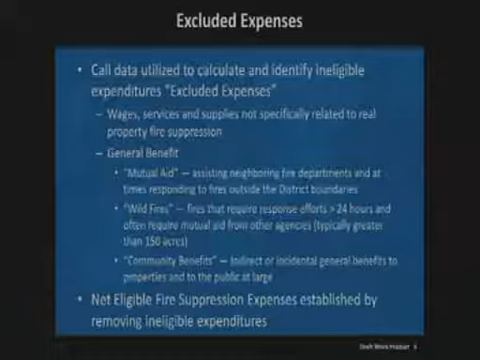 Excluded Expenses
• Call data utilized to calculate and identify ineligible
expenditures "Excluded Expenses"
– Wages, services and supplies not specifically related to real
property fire suppression
– General Benefit
• "Mutual Aid" — assisting neighboring fire departments and at
times responding to fires outside the District boundaries
• "Wild Fires" — fires that require response efforts > 24 hours and
often require mutual aid from other agencies (typically greater
than 150 acres)
• "Community Benefits" — Indirect or incidental general benefits to
properties and to the public at large
• Net Eligible Fire Suppression Expenses established by
removing ineligible expenditures
Draft Work Product